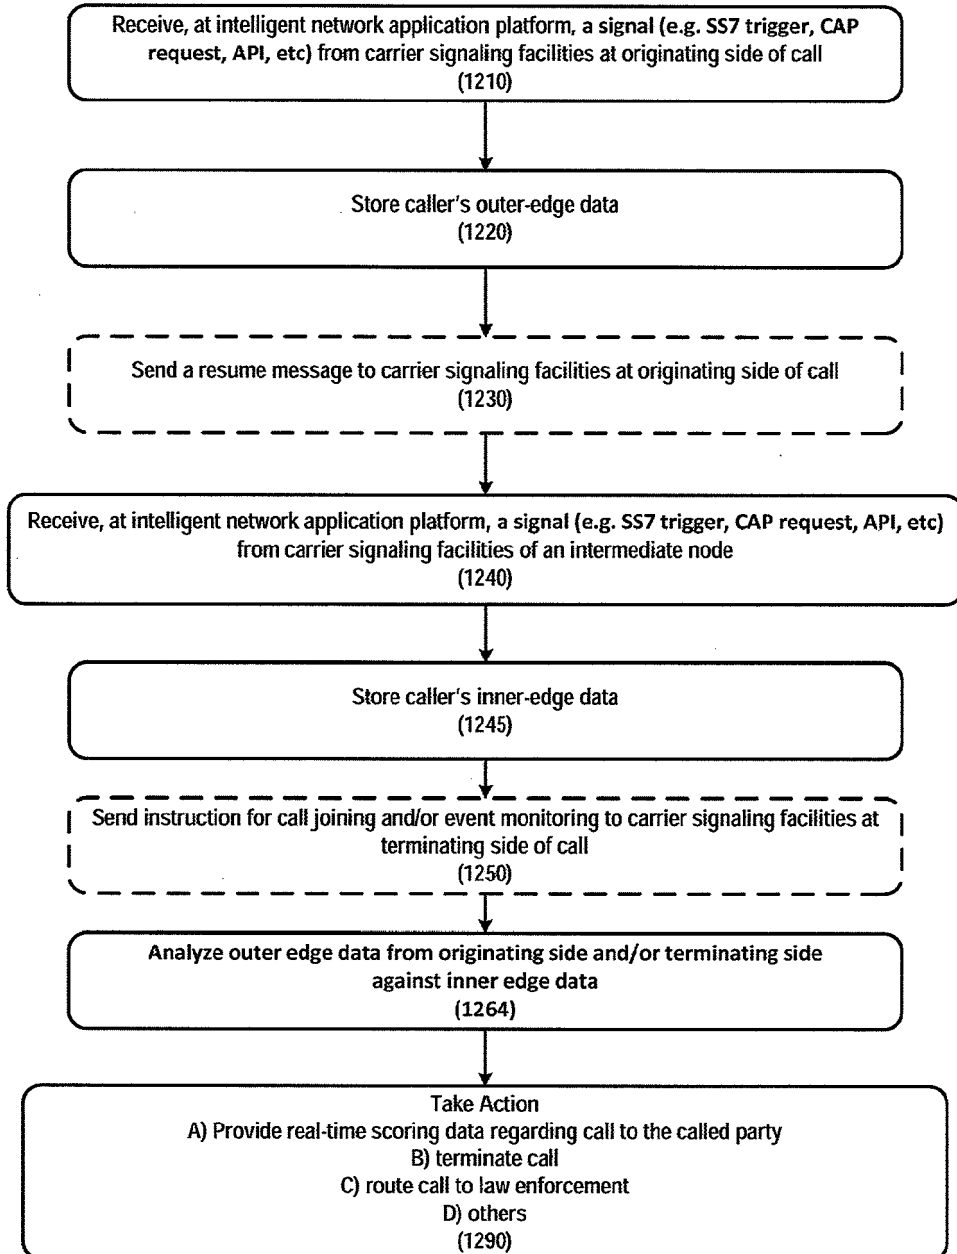 Receive, at intelligent network application platform, a signal (e.g. SS7 trigger, CAP
request, API, etc) from carrier signaling facilities at originating side of call
(1210)
Store caller's outer-edge data
(1220)
Send a resume message to carrier signaling facilities at originating side of call
(1230)
Receive, at intelligent network application platform, a signal (e.g. SS7 trigger, CAP request, API, etc)
from carrier signaling facilities of an intermediate node
(1240)
Store caller's inner-edge data
(1245)
Send instruction for call joining and/or event monitoring to carrier signaling facilities at
terminating side of call
(1250)
Analyze outer edge data from originating side and/or terminating side
against inner edge data
(1264)
Take Action
A) Provide real-time scoring data regarding call to the called party
B) terminate call
C) route call to law enforcement
D) others
(1290)